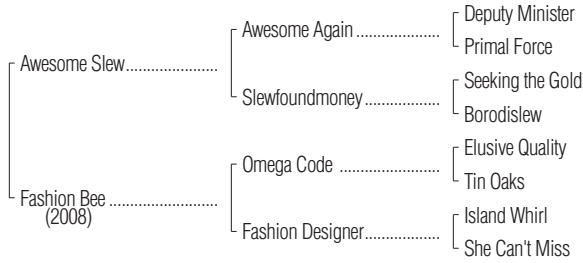 Deputy Minister
Awesome Again ..................
Primal Force
Awesome Slew....................
Seeking the Gold
Slewfoundmoney................
Borodislew
Elusive Quality
Omega Code ......................
Tin Oaks
Fashion Bee ........................
(2008)
Island Whirl
Fashion Designer................
She Can't Miss